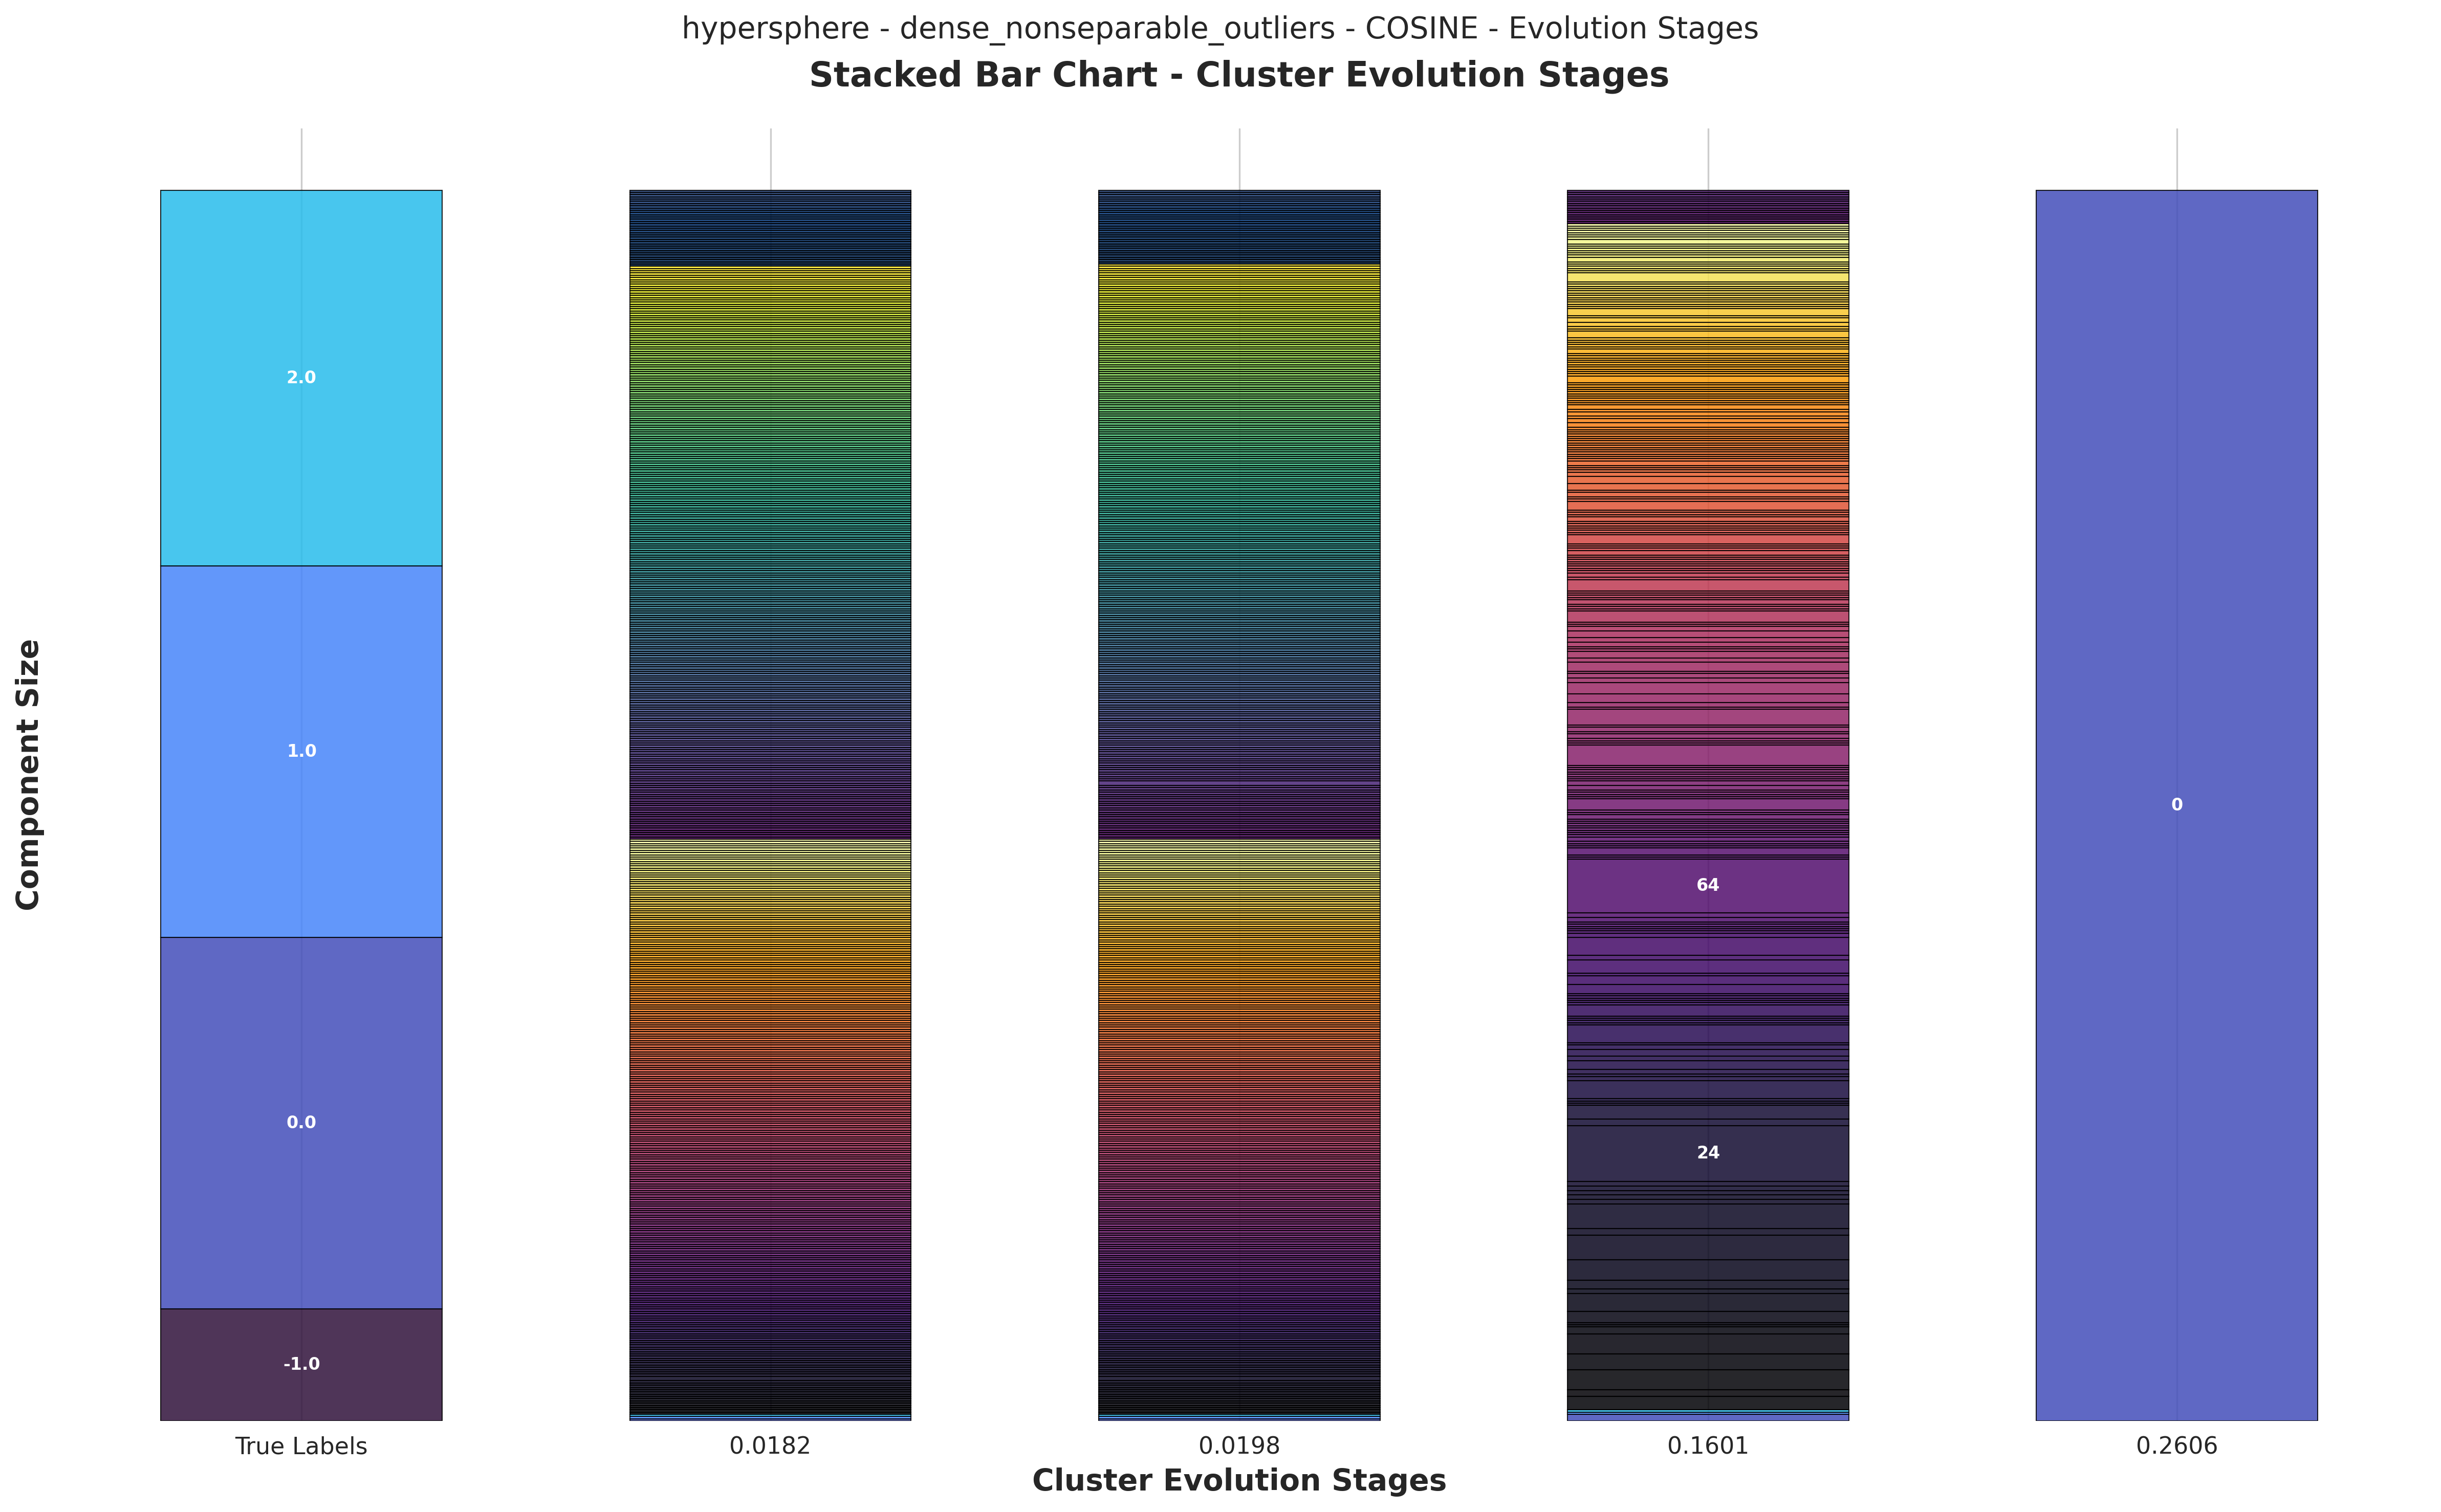 hypersphere - dense_nonseparable_outliers - COSINE - Evolution Stages
Stacked Bar Chart - Cluster Evolution Stages
Component Size
2.0
1.0
0.0
-1.0
64
24
0
True Labels
0.0182
0.0198
0.1601
0.2606
Cluster Evolution Stages